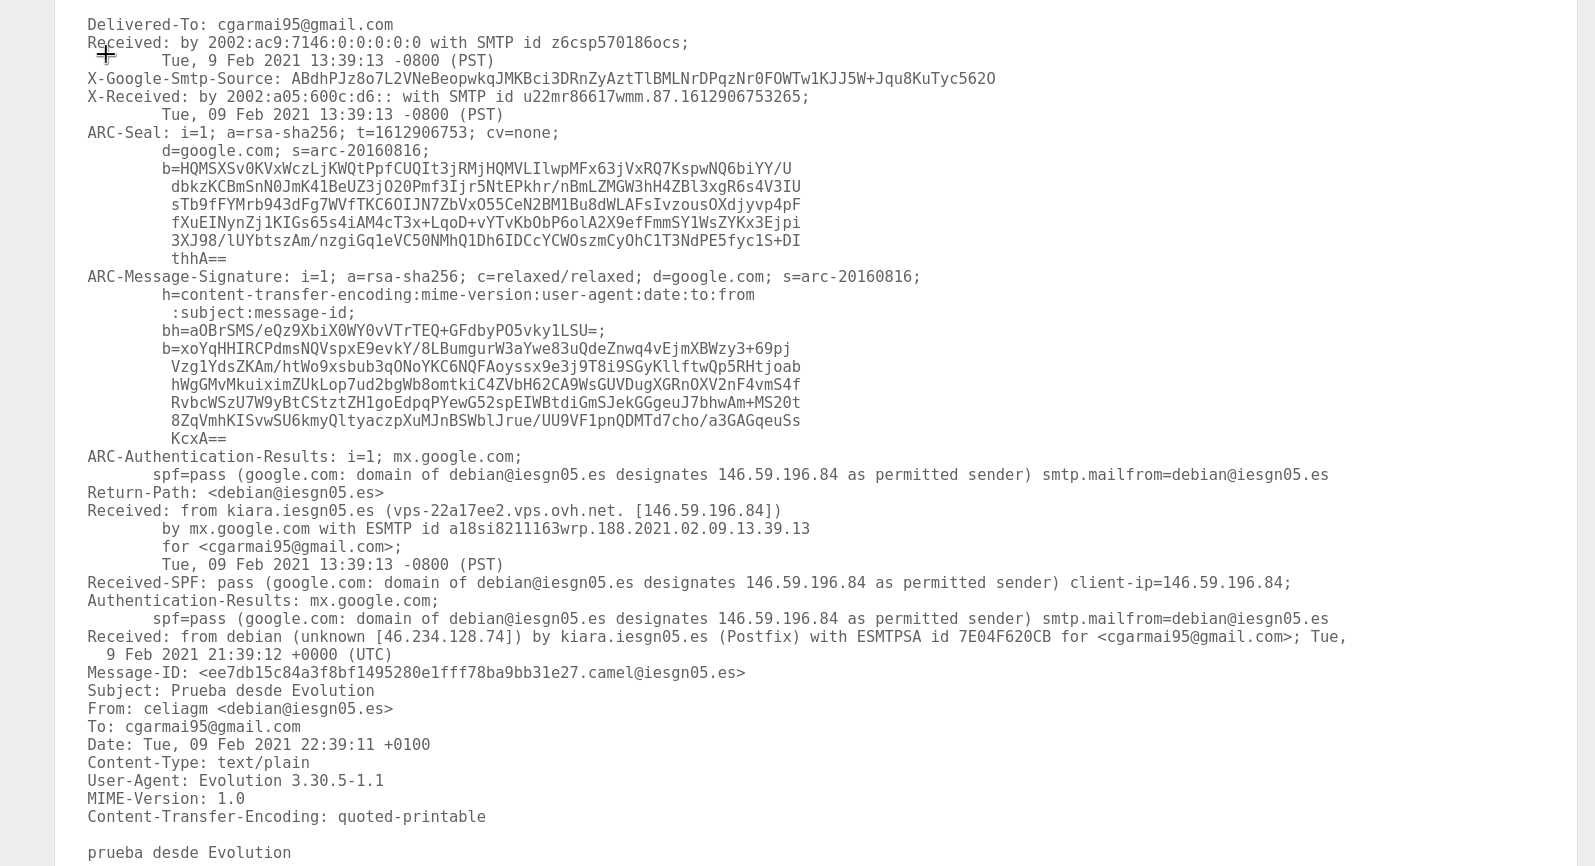 Delivered-To: cgarmai95@gmail.com
Received: by 2002:ac9:7146:0:0:0:0:0 with SMTP id z6csp570186ocs;
Tue, 9 Feb 2021 13:39:13 -0800 (PST)
X-Google-Smtp-Source: ABdhPJz8o7L2VNeBeopwkqJMKBci3DRnZyAztTlBMLNrDPqzNr0FOWTw1KJJ5W+Jqu8KuTyc562O
X-Received: by 2002:a05:600c:d6:: with SMTP id u22mr86617wmm.87.1612906753265;
Tue, 09 Feb 2021 13:39:13 -0800 (PST)
ARC-Seal: i=1; a=rsa-sha256; t=1612906753; cv=none;
d=google.com; s=arc-20160816;
b=HQMSXSv0KVxWczLjKWQtPpfCUQIt3jRMjHQMVLIlwpMFx63jVxRQ7KspwNQ6biYY/U
dbkzKCBmSnN0JmK41BeUZ3jO20Pmf3Ijr5NtEPkhr/nBmLZMGW3hH4ZBl3xgR6s4V3IU
sTb9fFYMrb943dFg7WVfTKC6OIJN7ZbVxO55CeN2BM1Bu8dWLAFsIvzousOXdjyvp4pF
fXuEINynZj1KIGs65s4iAM4cT3x+LqoD+vYTvKbObP6olA2X9efFmmSY1WsZYKx3Ejpi
3XJ98/lUYbtszAm/nzgiGq1eVC50NMhQ1Dh6IDCcYCWOszmCyOhC1T3NdPE5fyc1S+DI
thhA==
ARC-Message-Signature: i=1; a=rsa-sha256; c=relaxed/relaxed; d=google.com; s=arc-20160816;
h=content-transfer-encoding:mime-version:user-agent:date:to:from
:subject:message-id;
bh=aOBrSMS/eQz9XbiX0WY0vVTrTEQ+GFdbyPO5vky1LSU=;
b=xoYqHHIRCPdmsNQVspxE9evkY/8LBumgurW3aYwe83uQdeZnwq4vEjmXBWzy3+69pj
Vzg1YdsZKAm/htWo9xsbub3qONoYKC6NQFAoyssx9e3j9T8i9SGyKllftwQp5RHtjoab
hWgGMvMkuiximZUkLop7ud2bgWb8omtkiC4ZVbH62CA9WsGUVDugXGRnOXV2nF4vmS4f
RvbcWSzU7W9yBtCStztZH1goEdpqPYewG52spEIWBtdiGmSJekGGgeuJ7bhwAm+MS20t
8ZqVmhKISvwSU6kmyQltyaczpXuMJnBSWblJrue/UU9VF1pnQDMTd7cho/a3GAGqeuSs
KcxA==
ARC-Authentication-Results: i=1; mx.google.com;
spf=pass (google.com: domain of debian@iesgn05.es designates 146.59.196.84 as permitted sender) smtp.mailfrom=debian@iesgn05.es
Return-Path: <debian@iesgn05.es>
Received: from kiara.iesgn05.es (vps-22a17ee2.vps.ovh.net. [146.59.196.84])
by mx.google.com with ESMTP id a18si8211163wrp.188.2021.02.09.13.39.13
for <cgarmai95@gmail.com>;
Tue, 09 Feb 2021 13:39:13 -0800 (PST)
Received-SPF: pass (google.com: domain of debian@iesgn05.es designates 146.59.196.84 as permitted sender) client-ip=146.59.196.84;
Authentication-Results: mx.google.com;
spf=pass (google.com: domain of debian@iesgn05.es designates 146.59.196.84 as permitted sender) smtp.mailfrom=debian@iesgn05.es
Received: from debian (unknown [46.234.128.74]) by kiara.iesgn05.es (Postfix) with ESMTPSA id 7E04F620CB for <cgarmai95@gmail.com>; Tue,
9 Feb 2021 21:39:12 +0000 (UTC)
Message-ID: <ee7db15c84a3f8bf1495280e1fff78ba9bb31e27.camel@iesgn05.es>
Subject: Prueba desde Evolution
From: celiagm <debian@iesgn05.es>
To: cgarmai95@gmail.com
Date: Tue, 09 Feb 2021 22:39:11 +0100
Content-Type: text/plain
User-Agent: Evolution 3.30.5-1.1
MIME-Version: 1.0
Content-Transfer-Encoding: quoted-printable
prueba desde Evolution